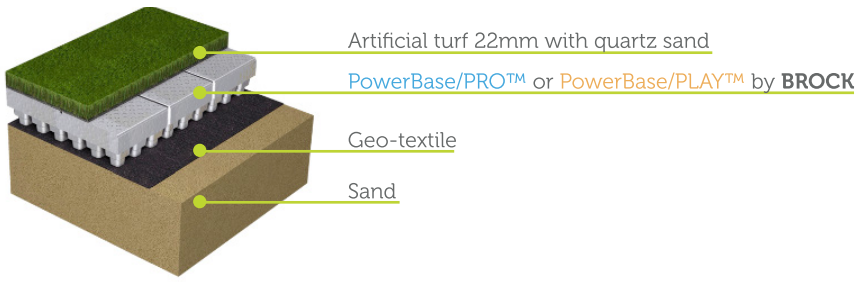 Artificial turf 22mm with quartz sand
PowerBase/PRO™ or PowerBase/PLAY™ by BROCK
Geo-textile
Sand